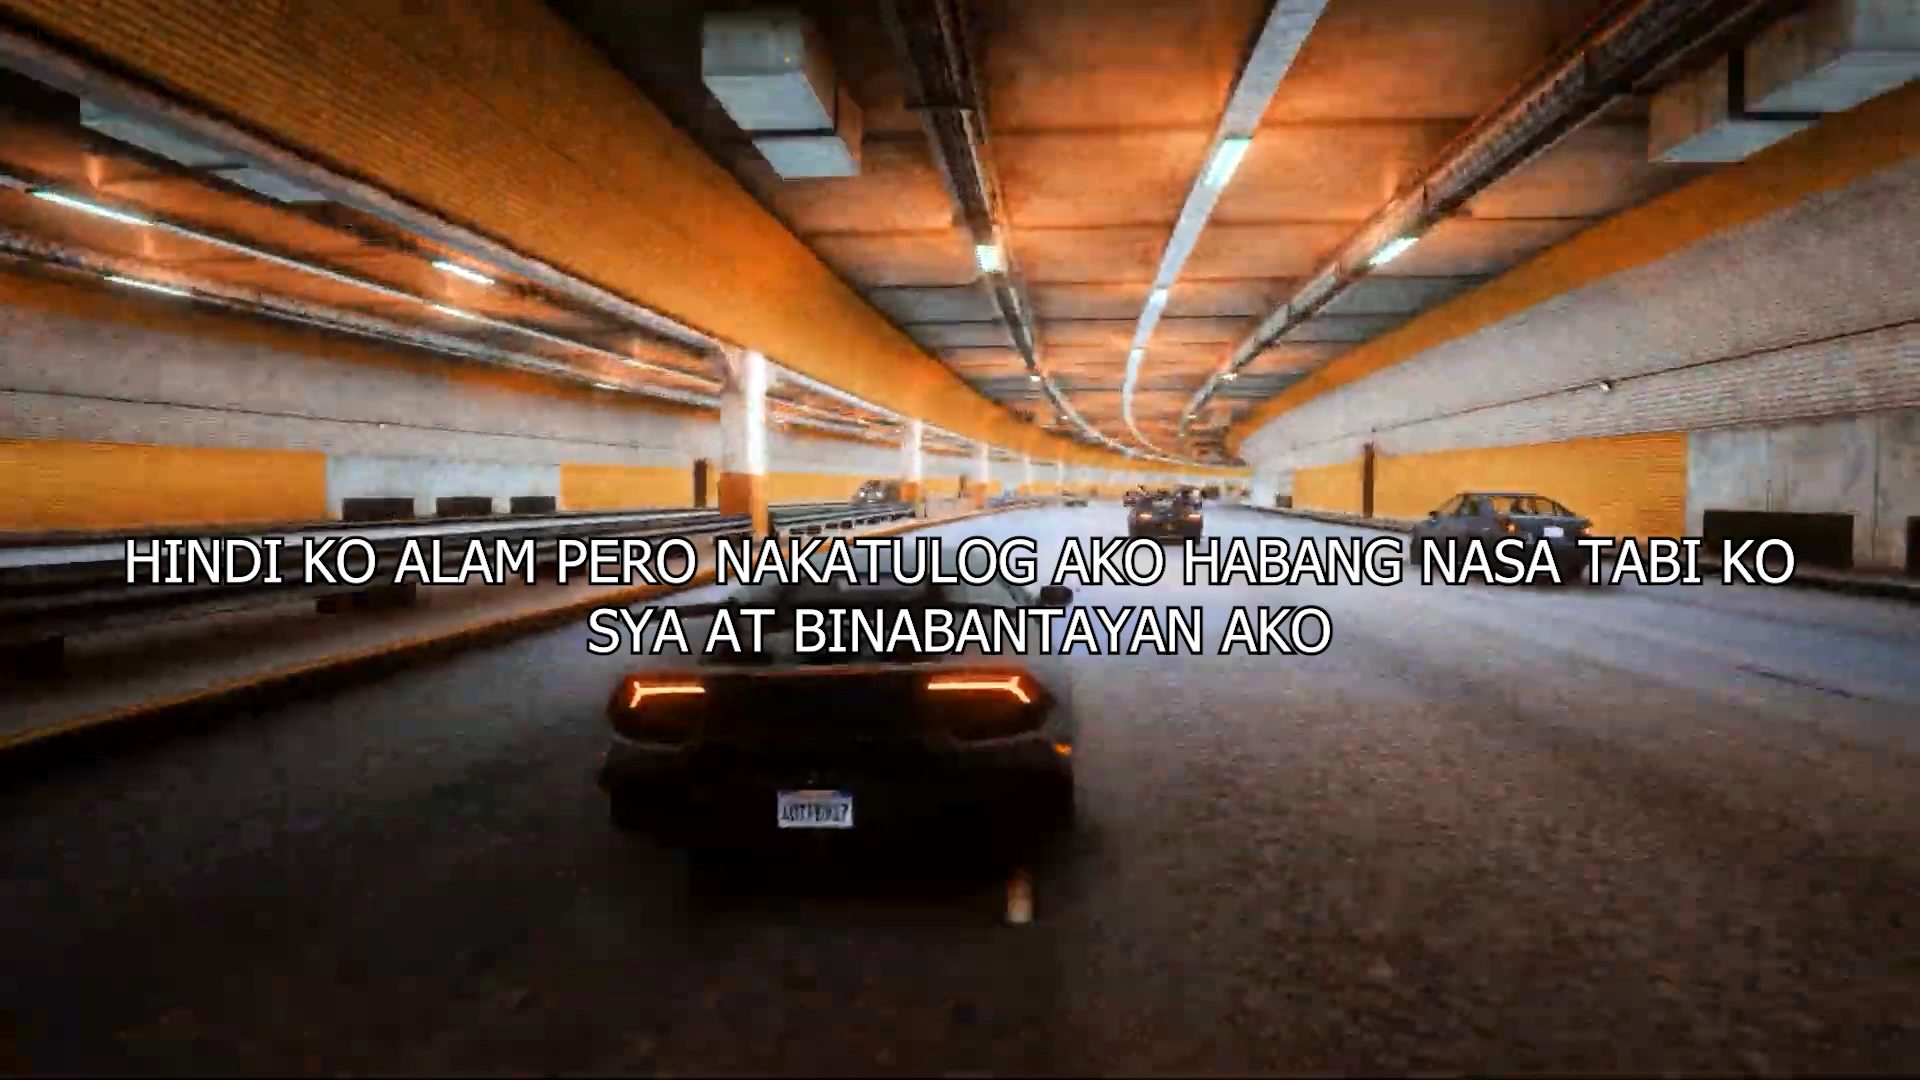 HINDI KO ALAM PERO NAKATULOG AKO HABANG NASA TABI KO
SYA AT BINABANTAYAN AKO